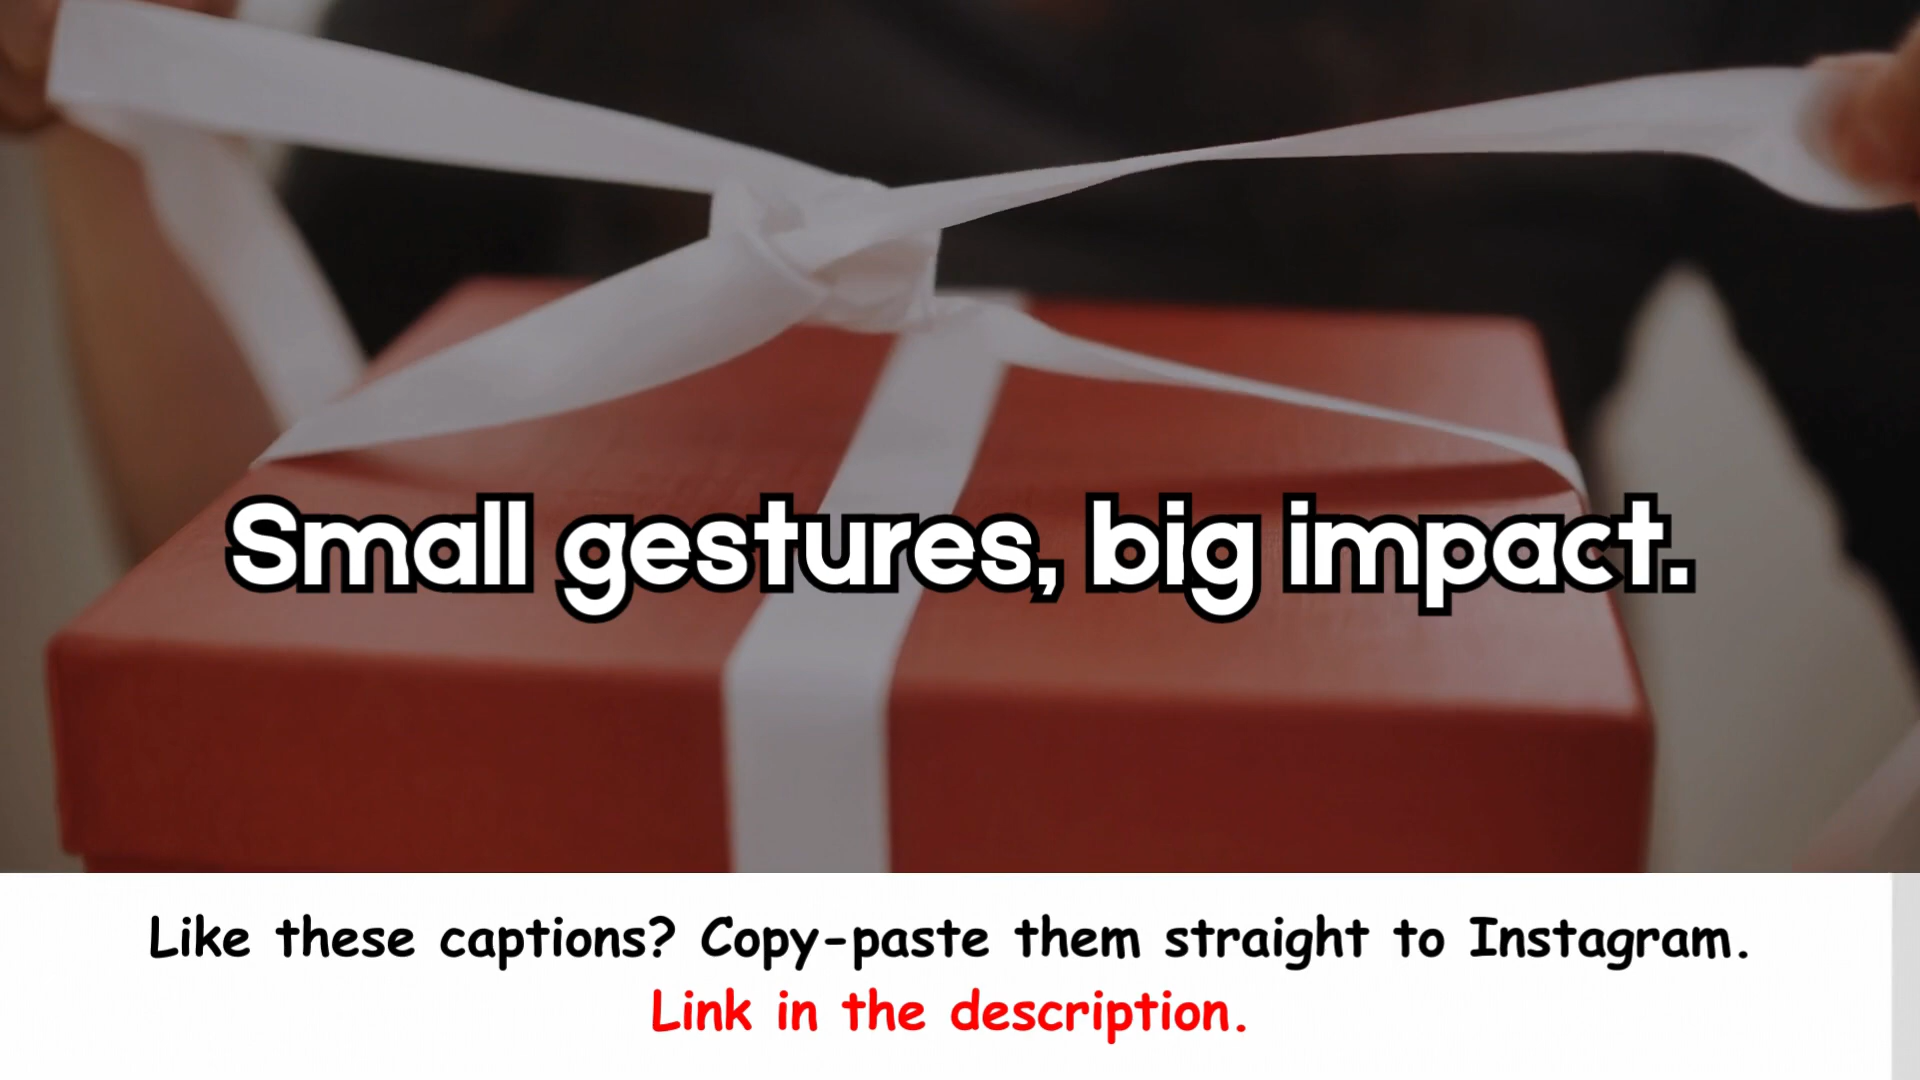 Small gestures, big impact.
Like these captions? Copy-paste them straight to Instagram.
Link in the description.